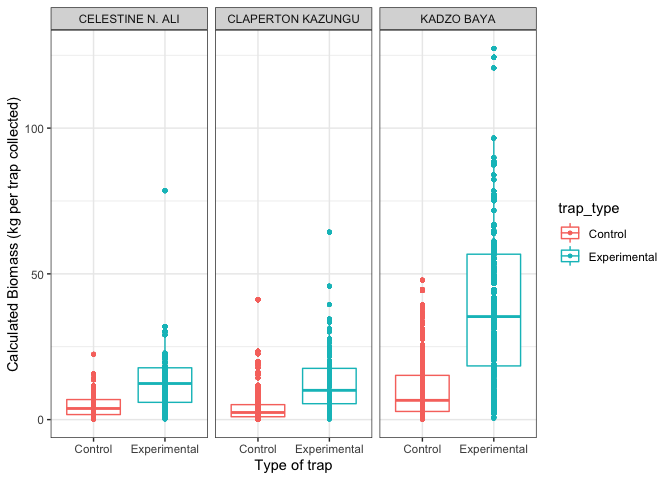 CELESTINE N. ALI
CLAPERTON KAZUNGU
KADZO BAYA
Calculated Biomass (kg per trap collected)
100
50
0
Control
Experimental
Control
Experimental
Control
Experimental
Type of trap
trap_type
Control
Experimental